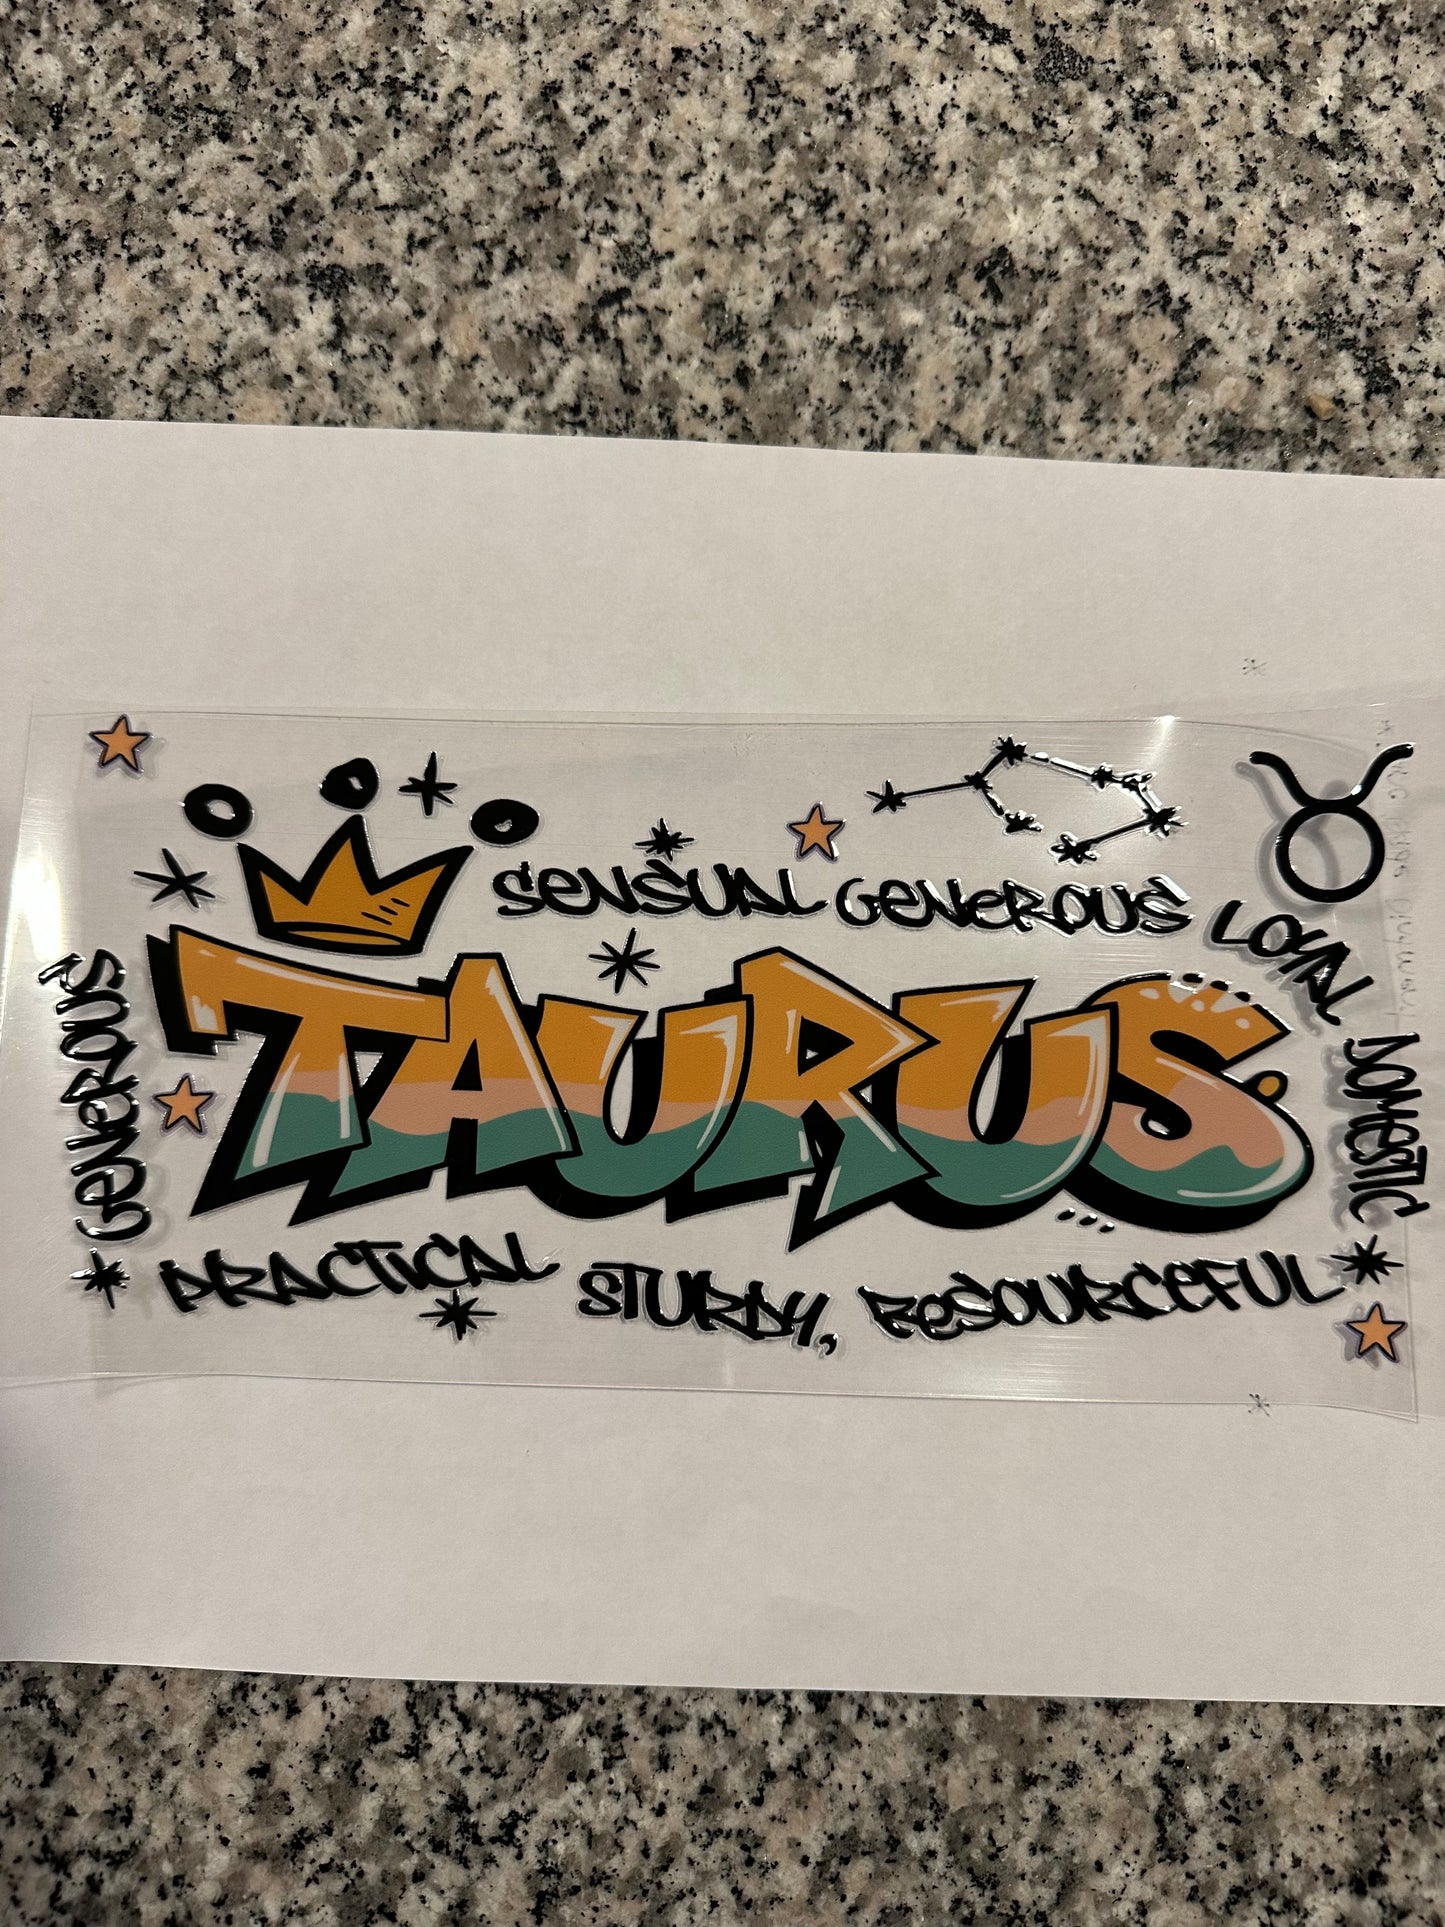 SENSUAL GENEROUS LOYAL
GENEROUS
TAURUS
DOMESTIC
PRACTICAL STURDY, RESOURCEFUL